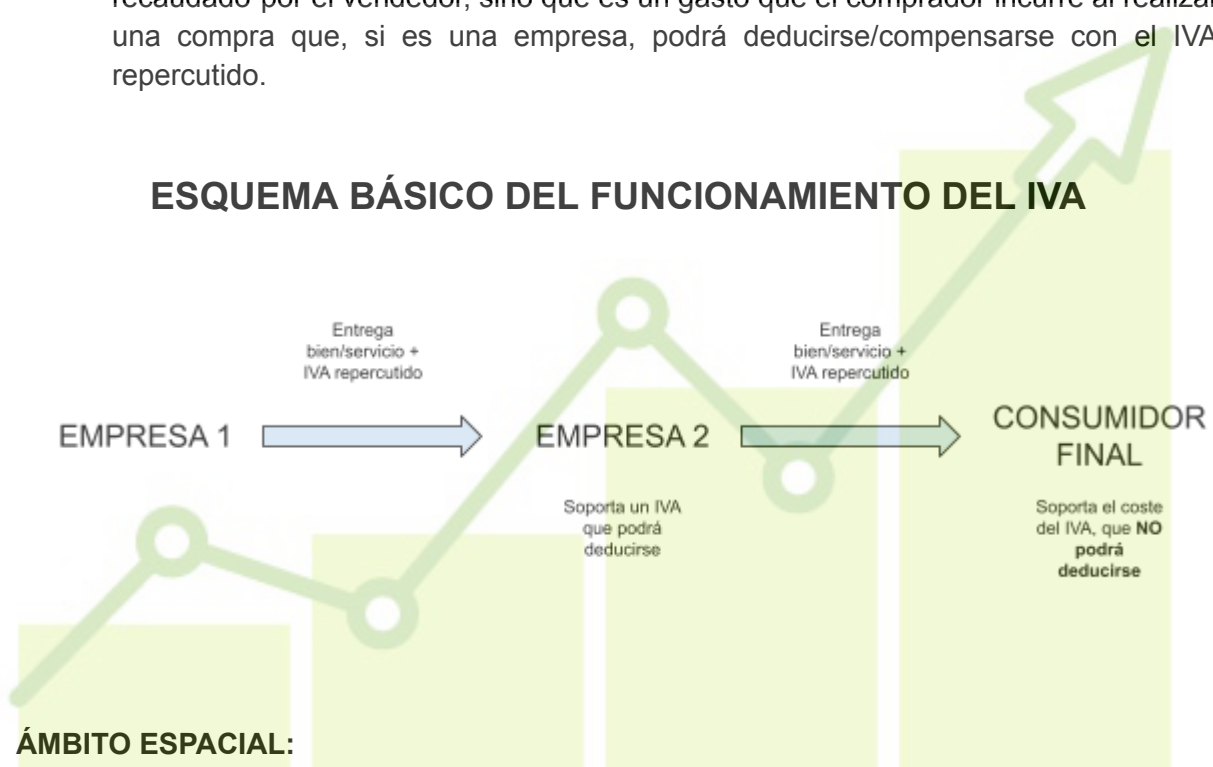 recaudado por el vendedor, sino que es un gasto que el comprador incurre al realizar
una compra que, si es una empresa, podrá deducirse/compensarse con el IVA
repercutido.
ESQUEMA BÁSICO DEL FUNCIONAMIENTO DEL IVA
Entrega
bien/servicio +
IVA repercutido
Entrega
bien/servicio +
IVA repercutido
EMPRESA 1
EMPRESA 2
CONSUMIDOR
FINAL
Soporta un IVA
que podrá
deducirse
Soporta el coste
del IVA, que NO
podrá
deducirse
ÁMBITO ESPACIAL: